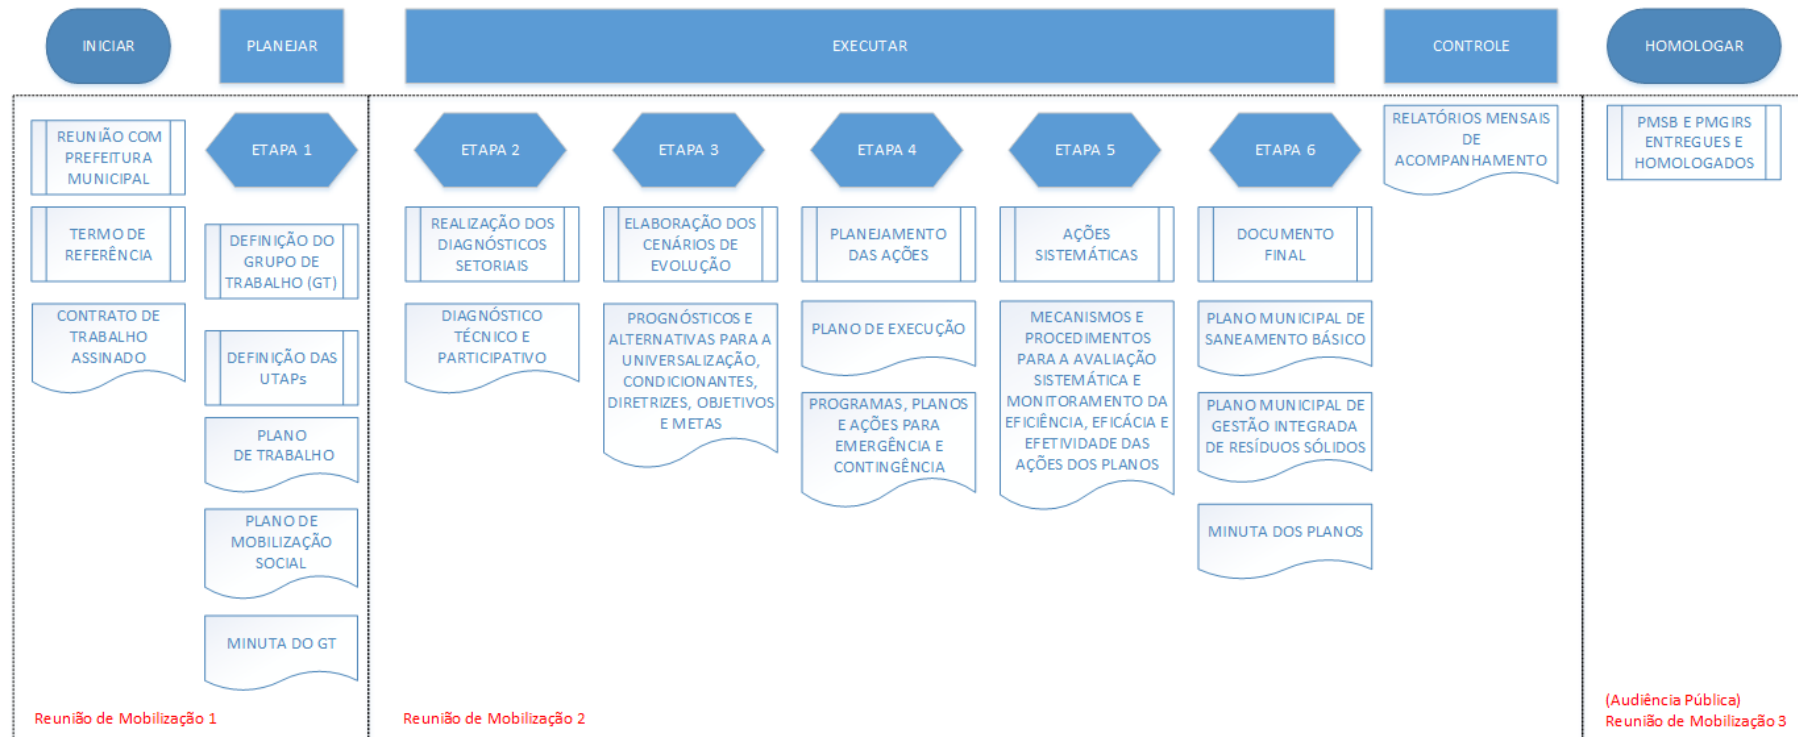 INICIAR
PLANEJAR
EXECUTAR
CONTROLE
HOMOLOGAR
REUNIÃO COM
PREFEITURA
MUNICIPAL
TERMO DE
REFERÊNCIA
CONTRATO DE
TRABALHO
ASSINADO
ETAPA 1
DEFINIÇÃO DO
GRUPO DE
TRABALHO (GT)
DEFINIÇÃO DAS
UTAPs
PLANO
DE TRABALHO
PLANO DE
MOBILIZAÇÃO
SOCIAL
MINUTA DO GT
Reunião de Mobilização 1
ETAPA 2
REALIZAÇÃO DOS
DIAGNÓSTICOS
SETORIAIS
DIAGNÓSTICO
TÉCNICO E
PARTICIPATIVO
ETAPA 3
ELABORAÇÃO DOS
CENÁRIOS DE
EVOLUÇÃO
PROGNÓSTICOS E
ALTERNATIVAS PARA A
UNIVERSALIZAÇÃO,
CONDICIONANTES,
DIRETRIZES, OBJETIVOS
E METAS
ETAPA 4
PLANEJAMENTO
DAS AÇÕES
PLANO DE EXECUÇÃO
PROGRAMAS, PLANOS
E AÇÕES PARA
EMERGÊNCIA E
CONTINGÊNCIA
ETAPA 5
AÇÕES
SISTEMÁTICAS
MECANISMOS E
PROCEDIMENTOS
PARA A AVALIAÇÃO
SISTEMÁTICA E
MONITORAMENTO DA
EFICIÊNCIA, EFICÁCIA E
EFETIVIDADE DAS
AÇÕES DOS PLANOS
ETAPA 6
DOCUMENTO
FINAL
PLANO MUNICIPAL DE
SANEAMENTO BÁSICO
PLANO MUNICIPAL DE
GESTÃO INTEGRADA
DE RESÍDUOS SÓLIDOS
MINUTA DOS PLANOS
RELATÓRIOS MENSAIS
DE
ACOMPANHAMENTO
Reunião de Mobilização 2
PMSB E PMGIRS
ENTREGUES E
HOMOLOGADOS
(Audiência Pública)
Reunião de Mobilização 3